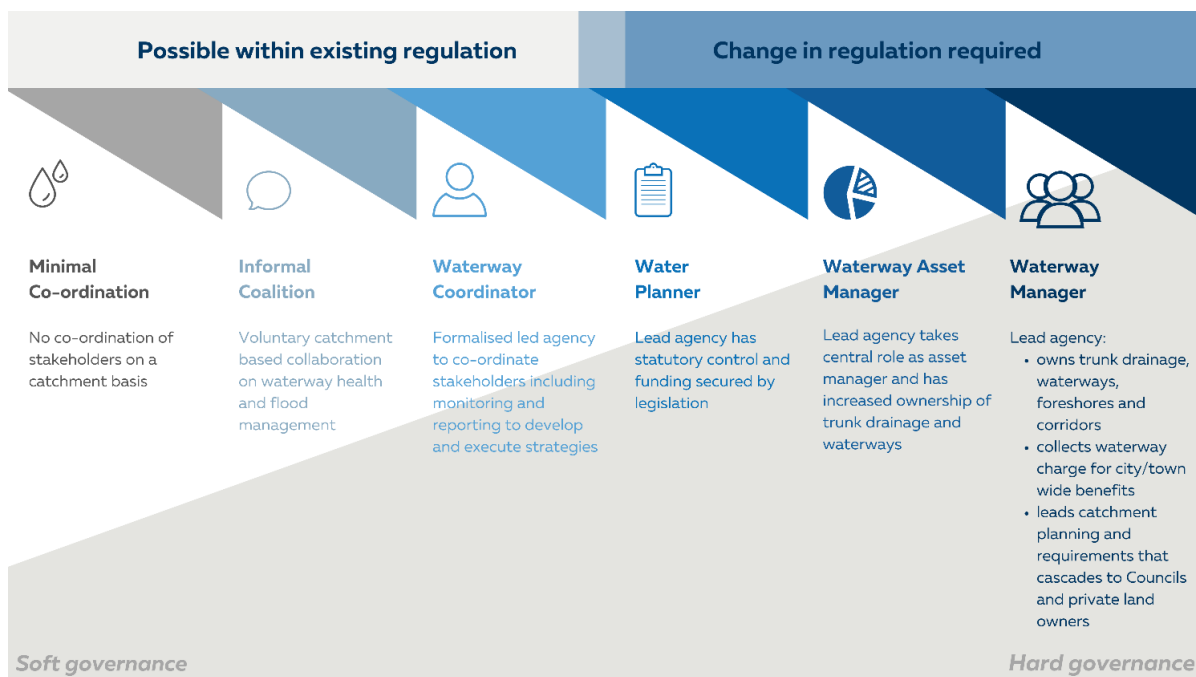 Possible within existing regulation
Change in regulation required
Minimal
Co-ordination
No co-ordination of
stakeholders on a
catchment basis
Informal
Coalition
Voluntary catchment
based collaboration
on waterway health
and flood
management
Waterway
Coordinator
Formalised led agency
to co-ordinate
stakeholders including
monitoring and
reporting to develop
and execute strategies
Water
Planner
Lead agency has
statutory control and
funding secured by
legislation
Waterway Asset
Manager
Lead agency takes
central role as asset
manager and has
increased ownership of
trunk drainage and
waterways
Waterway
Manager
Lead agency:
• owns trunk drainage,
waterways,
foreshores and
corridors
• collects waterway
charge for city/town
wide benefits
• leads catchment
planning and
requirements that
cascades to Councils
and private land
owners
Soft governance
Hard governance